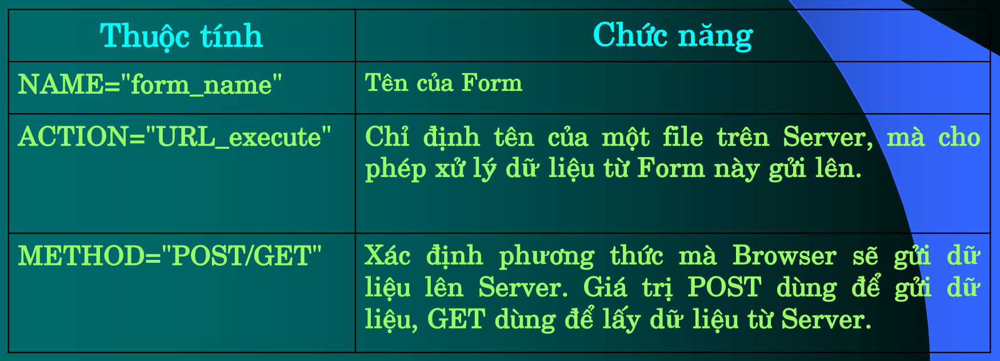 Thuộc tính
Chức năng
NAME="form_name"
Tên của Form
ACTION="URL_execute"
Chỉ định tên của một file trên Server, mà cho
phép xử lý dữ liệu từ Form này gửi lên.
METHOD="POST/GET"
Xác định phương thức mà Browser sẽ gửi dữ
liệu lên Server. Giá trị POST dùng để gửi dữ
liệu, GET dùng để lấy dữ liệu từ Server.